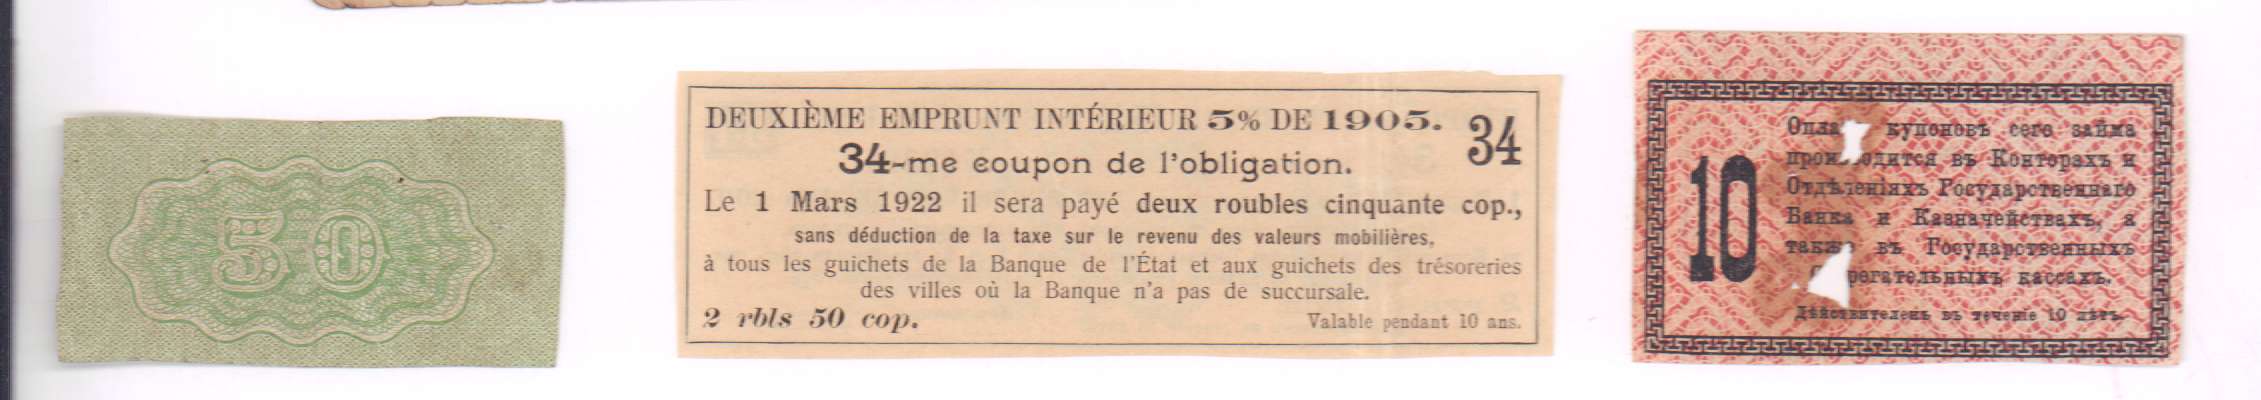 50
DEUXIÈME EMPRUNT INTÉRIEUR 5% DE 1905. 34
34-me coupon de l'obligation.
Le 1 Mars 1922 il sera payé deux roubles cinquante cop.,
sans déduction de la taxe sur le revenu des valeurs mobilières,
à tous les guichets de la Banque de l'État et aux guichets des trésoreries
des villes où la Banque n'a pas de succursale.
2 rbls 50 cop. Valable pendant 10 ans.
10
купоновъ сего займа
въ Конторахъ и
Отдѣленіяхъ Государственнаго
Банка и Казначействахъ, а
также въ Государственныхъ
кассахъ.
Дѣйствителенъ въ теченіе 10 лѣтъ.